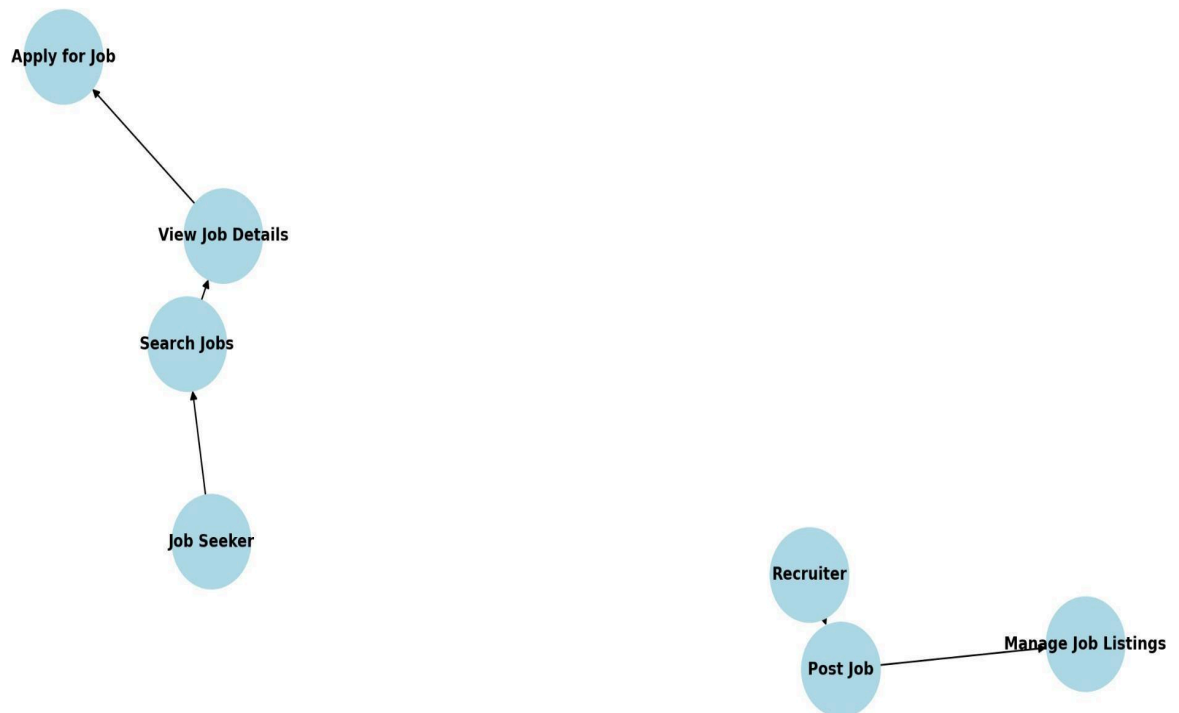 Apply for Job
View Job Details
Search Jobs
Job Seeker
Recruiter
Manage Job Listings
Post Job